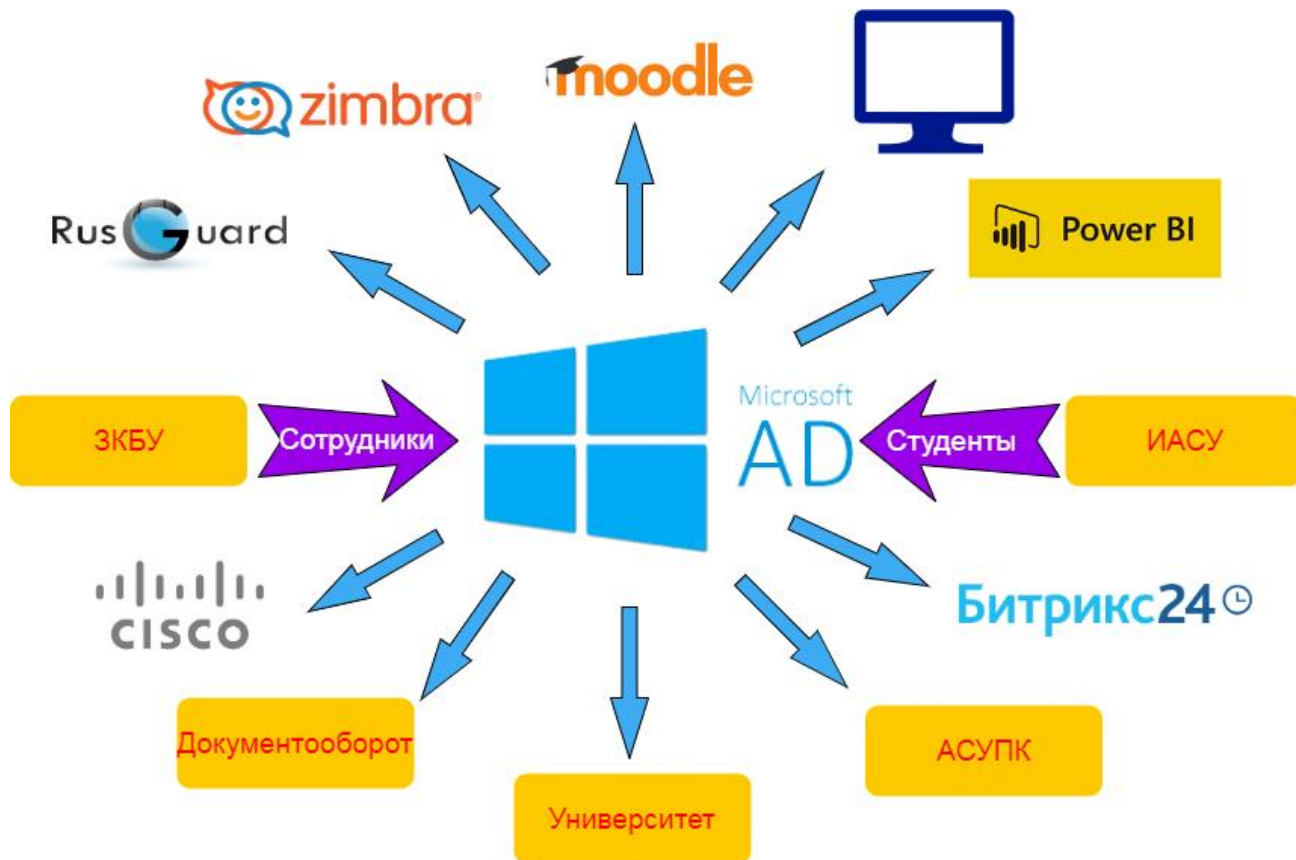 moodle
zimbra®
RusGuard
Power BI
Microsoft
AD
ЗКБУ
Сотрудники
Студенты
ИАСУ
CISCO
Битрикс24
Документооборот
АСУПК
Университет